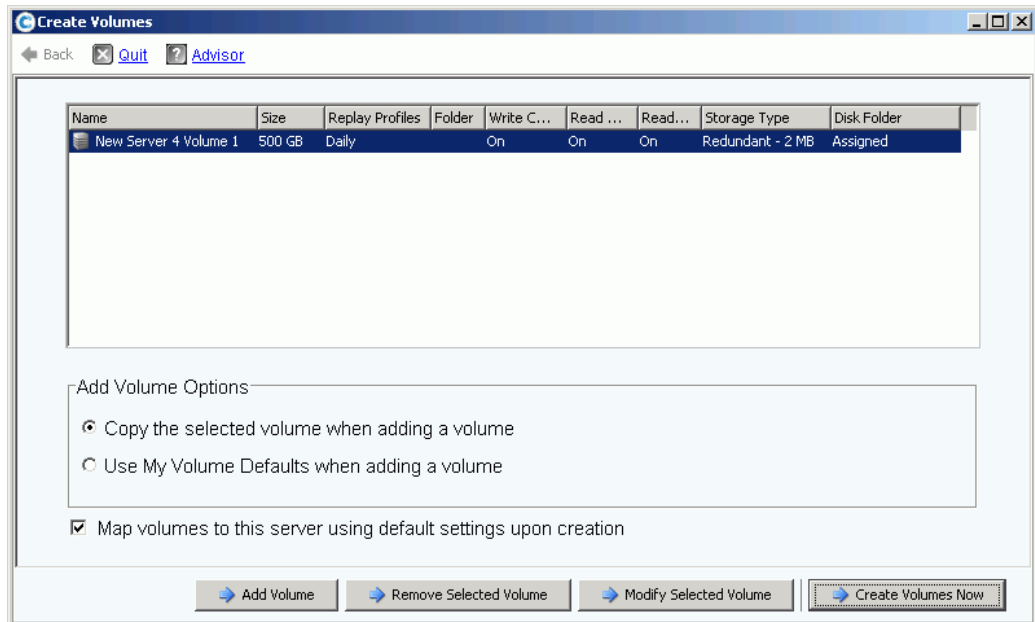 Create Volumes
Back Quit ? Advisor
Name Size Replay Profiles Folder Write C... Read ... Read... Storage Type Disk Folder
New Server 4 Volume 1 500 GB Daily On On On Redundant - 2 MB Assigned
Add Volume Options
Copy the selected volume when adding a volume
Use My Volume Defaults when adding a volume
Map volumes to this server using default settings upon creation
Add Volume Remove Selected Volume Modify Selected Volume Create Volumes Now